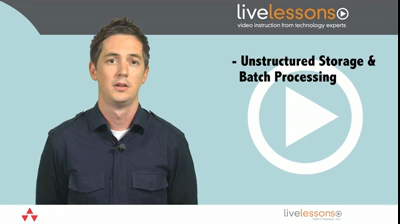 livelessons
video instruction from technology experts
- Unstructured Storage &
Batch Processing
livelessons